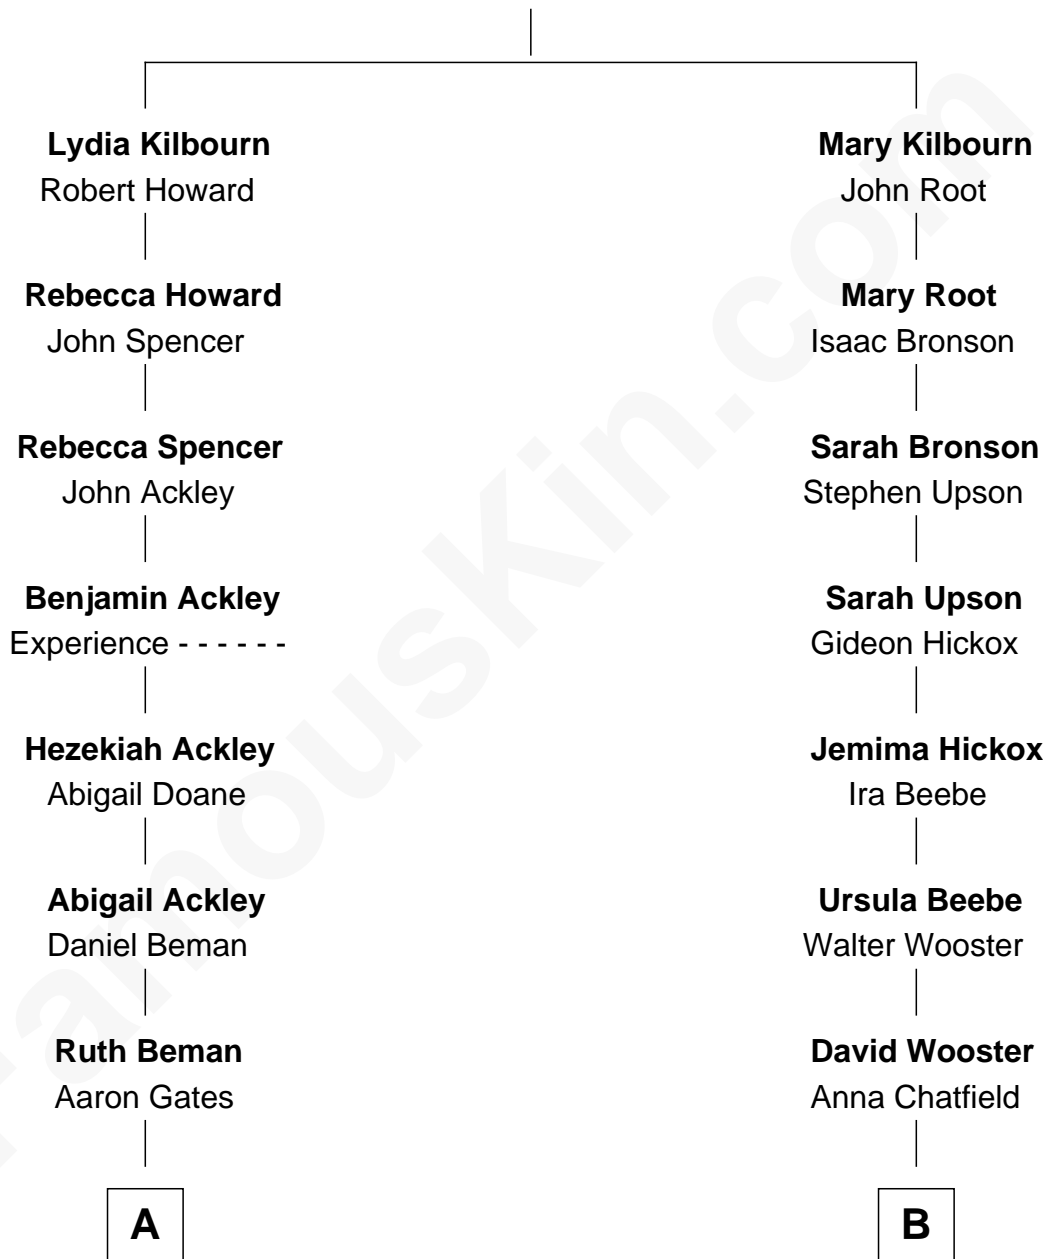 Lydia Kilbourn
Robert Howard
Rebecca Howard
John Spencer
Rebecca Spencer
John Ackley
Benjamin Ackley
Experience - - - - - -
Hezekiah Ackley
Abigail Doane
Abigail Ackley
Daniel Beman
Ruth Beman
Aaron Gates
A
Mary Kilbourn
John Root
Mary Root
Isaac Bronson
Sarah Bronson
Stephen Upson
Sarah Upson
Gideon Hickox
Jemima Hickox
Ira Beebe
Ursula Beebe
Walter Wooster
David Wooster
Anna Chatfield
B
FamousKin.com